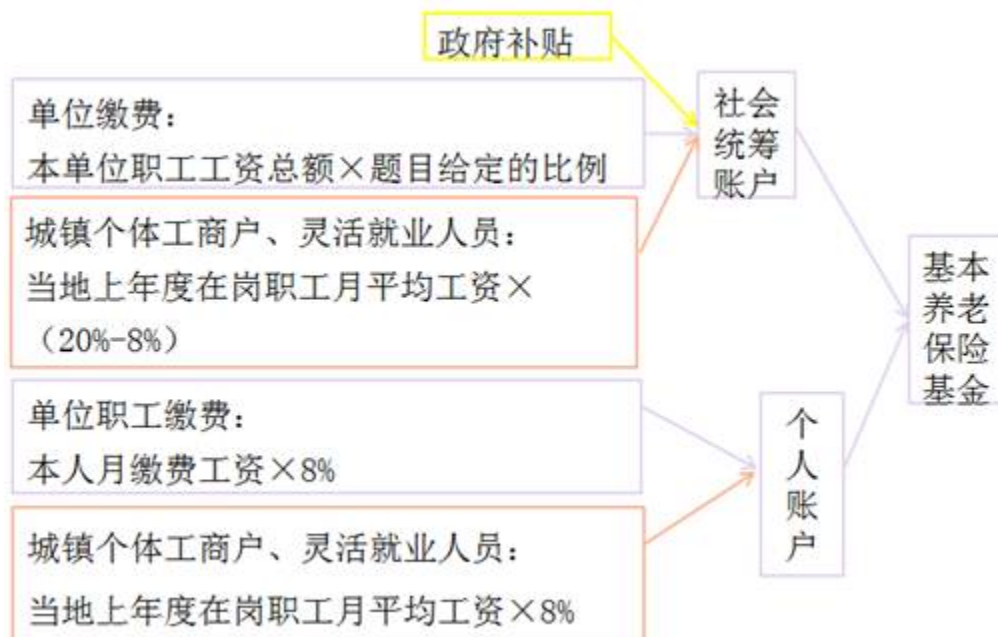 政府补贴
单位缴费：
本单位职工工资总额×题目给定的比例
城镇个体工商户、灵活就业人员：
当地上年度在岗职工月平均工资×
（20%-8%）
单位职工缴费：
本人月缴费工资×8%
城镇个体工商户、灵活就业人员：
当地上年度在岗职工月平均工资×8%
社会
统筹
账户
个
人
账
户
基本
养老
保险
基金